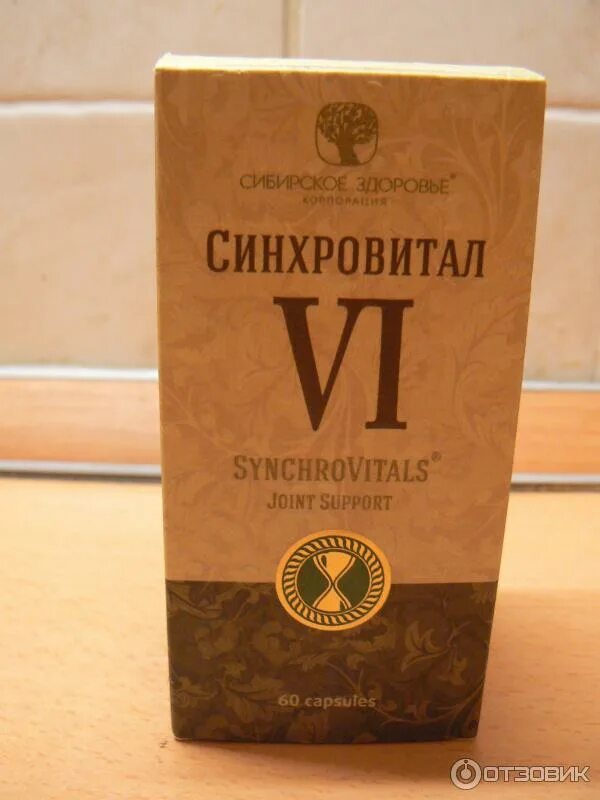 СИБИРСКОЕ ЗДОРОВЬЕ®
КОРПОРАЦИЯ
СИНХРОВИТАЛ
VI
SYNCHROVITALS®
JOINT SUPPORT
60 capsules
ОТЗОВИК